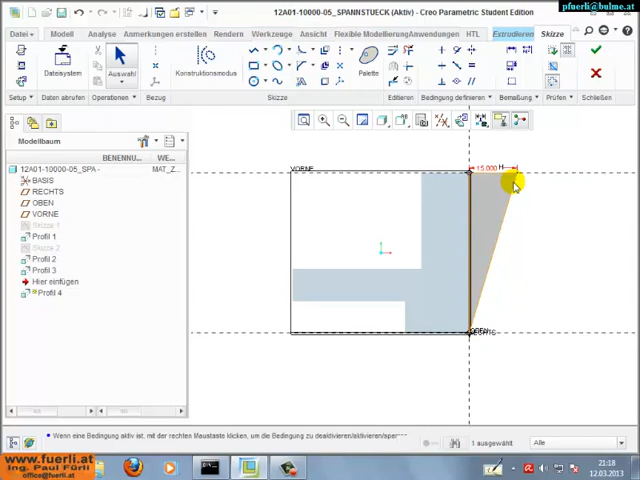 pfuerli@bulme.at
12A01-10000-05_SPANNSTUECK (Aktiv) - Creo Parametric Student Edition
Datei
Modell
Analyse
Anmerkungen erstellen
Rendern
Werkzeuge
Ansicht
Flexible Modellierung
Anwendungen
HTL
Extrudieren
Skizze
Dateisystem
Auswahl
Bezug
Konstruktionsmodus
Palette
Setup
Daten abrufen
Operationen
Bezug
Skizze
Editieren
Bedingung definieren
Bemaßung
Prüfen
Schließen
Modellbaum
BENENNU...
WE...
12A01-10000-05_SPA -
MAT_Z
BASIS
RECHTS
OBEN
VORNE
Skizze 1
Profil 1
Skizze 2
Profil 2
Profil 3
Hier einfügen
Profil 4
VORNE
15.000
H
Wenn eine Bedingung aktiv ist, mit der rechten Maustaste klicken, um die Bedingung zu deaktivieren/aktivieren/
1 ausgewählt
Alle
www.fuerli.at
Ing. Paul Fürli
office@fuerli.at
21:18
12.03.2013